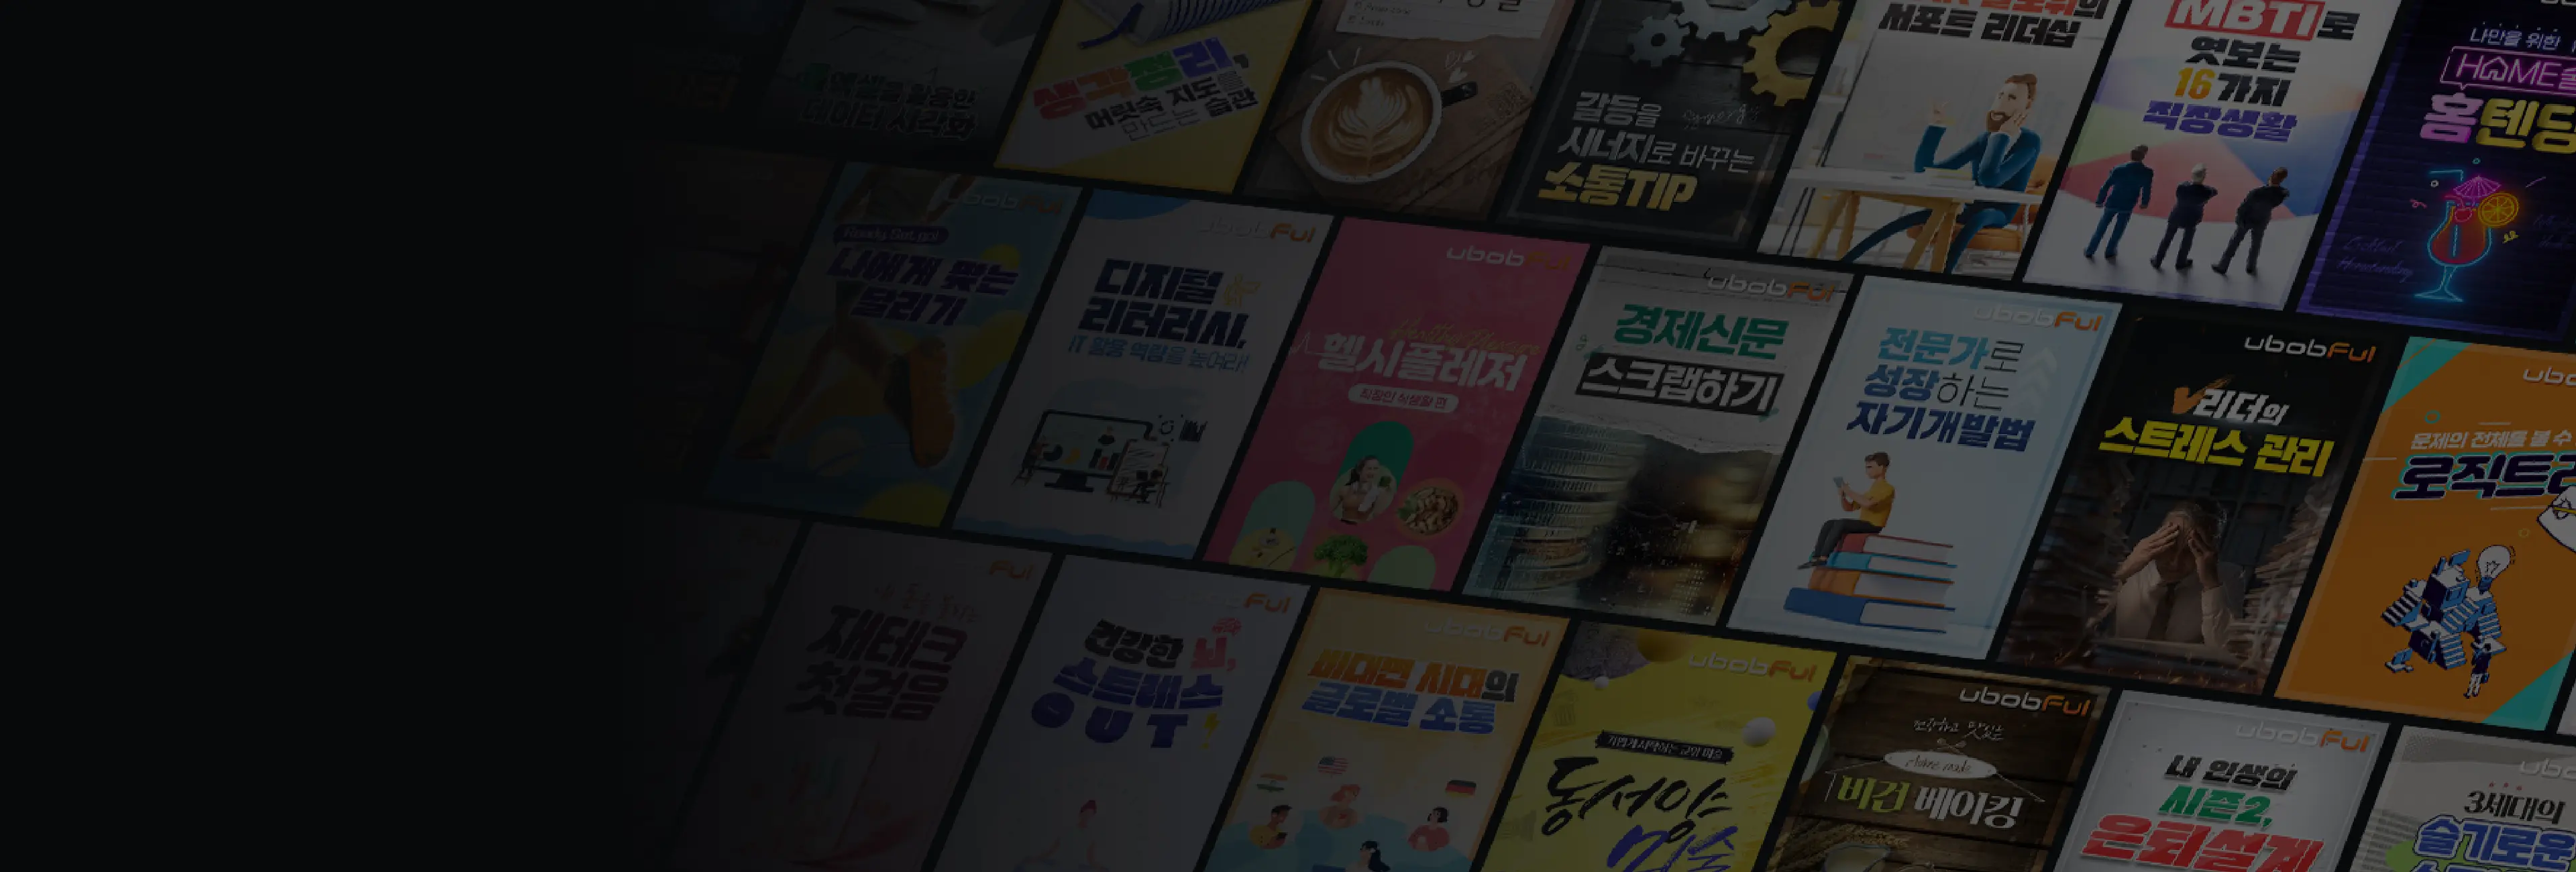 엑셀을 활용한
데이터 시각화
생각정리,
머릿속 지도를
만드는 습관
갈등을
시너지로 바꾸는
소통TIP
서포트 리더십
MBTI로
엿보는
16가지
직장생활
나만을 위한
HOME
홈텐딩
ubobFul
Ready, Set, go!
나에게 맞는
달리기
ubobFul
디지털
리터러시,
IT 활용 역량을 높여라!
ubobFul
Healthy Pleasure
헬시플레저
직장인 식생활 편
ubobFul
경제신문
스크랩하기
ubobFul
전문가로
성장하는
자기개발법
ubobFul
리더의
스트레스 관리
문제의 전체를 볼 수
로직트리
Ful
재테크
첫걸음
Ful
건강한 뇌,
스트레스
OUT
ubobFul
비대면 시대의
글로벌 소통
ubobFul
동서양
미술
ubobFul
비건 베이킹
ubobFul
내 인생의
시즌2,
은퇴설계
3세대의
슬기로운